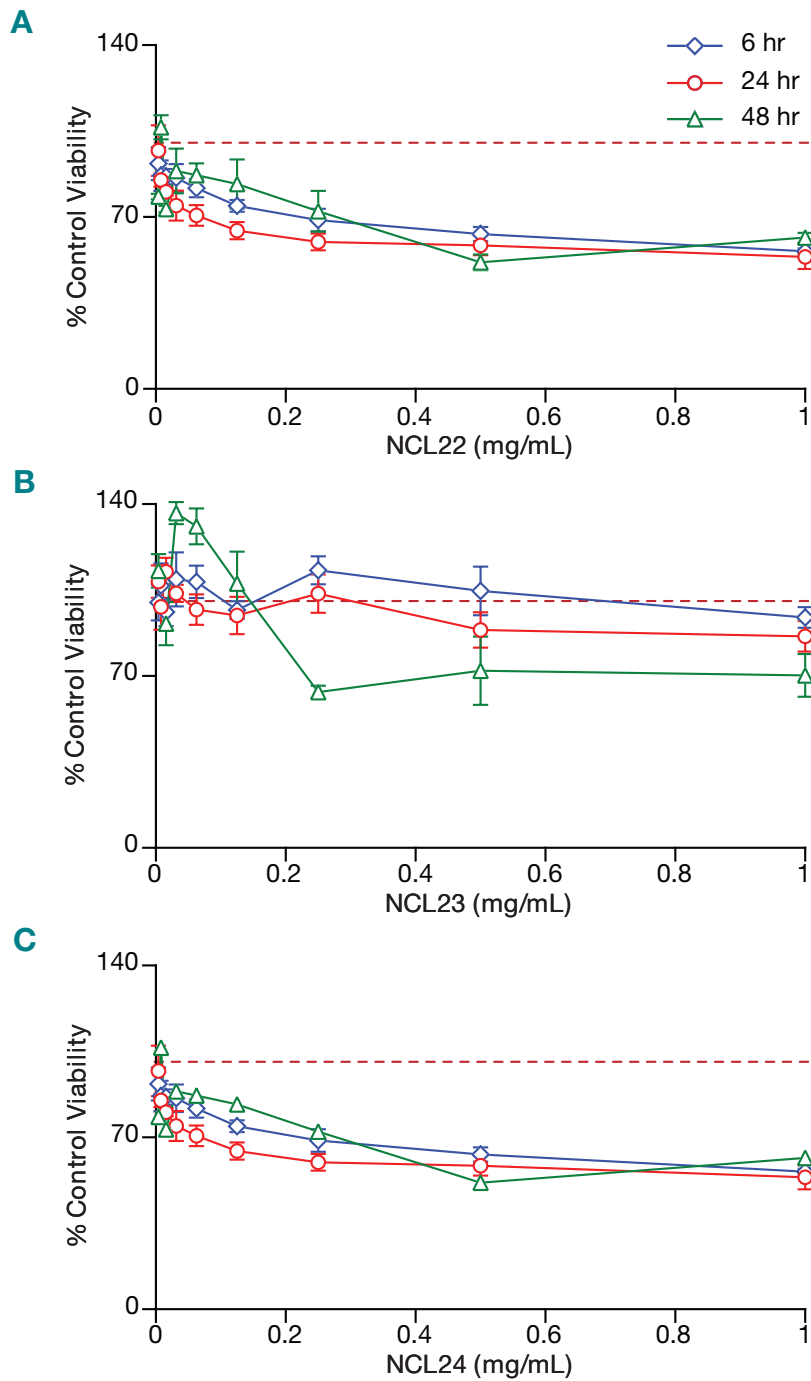 A
140
70
0
% Control Viability
6 hr
24 hr
48 hr
0 0.2 0.4 0.6 0.8 1
NCL22 (mg/mL)
B
140
70
0
% Control Viability
0 0.2 0.4 0.6 0.8 1
NCL23 (mg/mL)
C
140
70
0
% Control Viability
0 0.2 0.4 0.6 0.8 1
NCL24 (mg/mL)